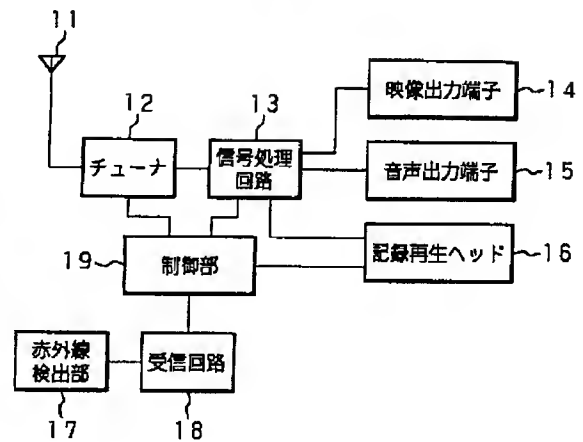 11
12
13
映像出力端子
14
チューナ
信号処理
回路
音声出力端子
15
19
制御部
記録再生ヘッド
16
赤外線
検出部
受信回路
17
18